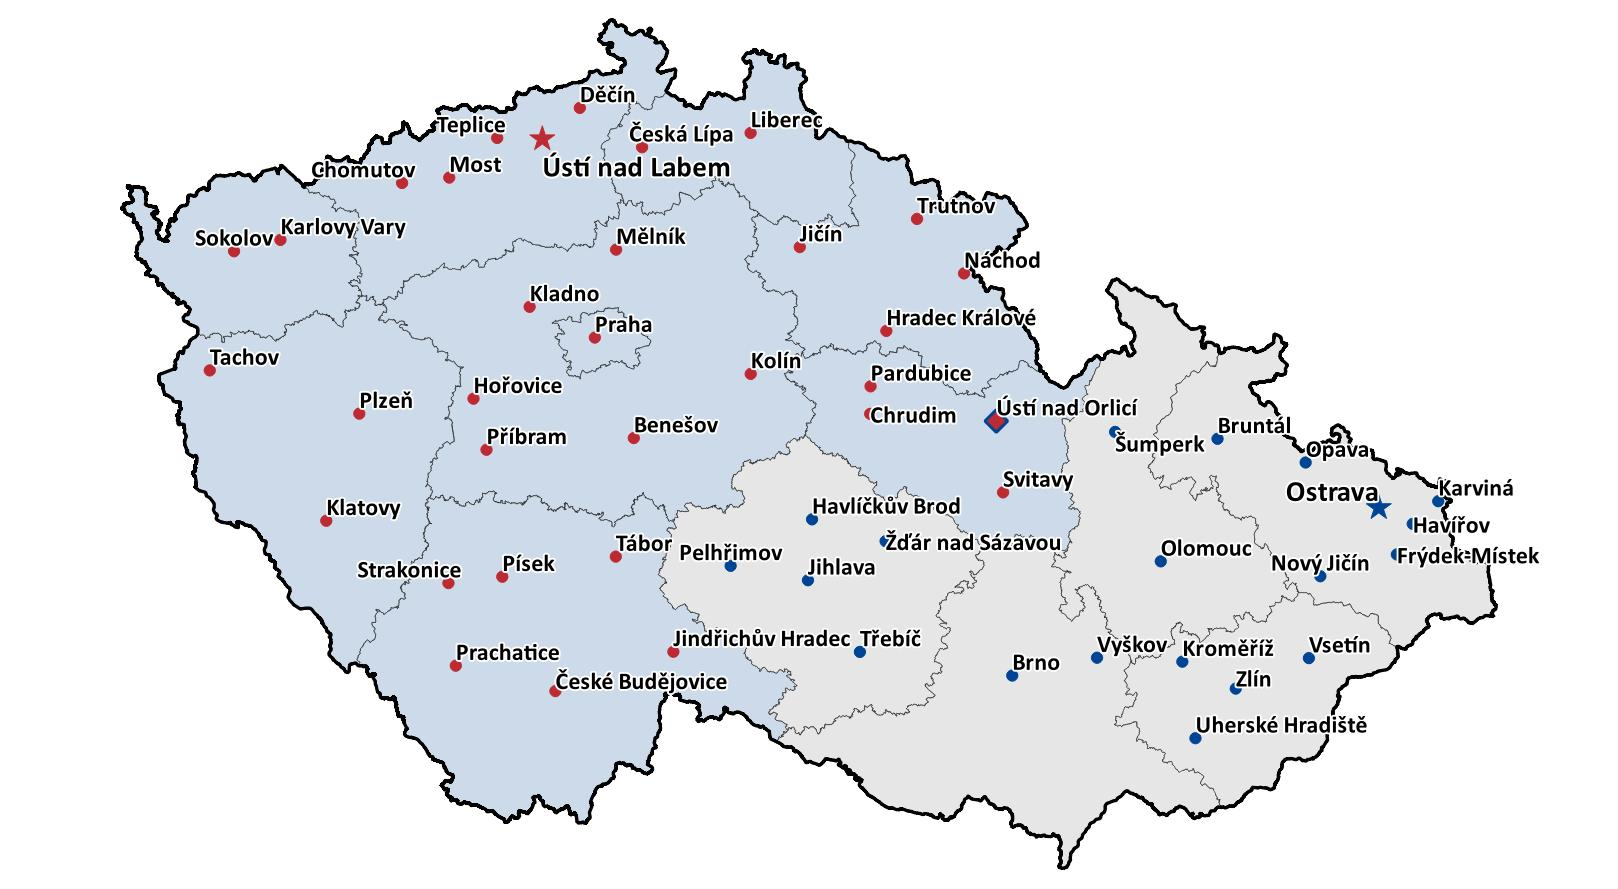 Děčín
Liberec
Teplice
Česká Lípa
Ústí nad Labem
Most
Chomutov
Trutnov
Karlovy Vary
Sokolov
Mělník
Jičín
Náchod
Kladno
Hradec Králové
Praha
Tachov
Kolín
Pardubice
Hořovice
Plzeň
Ústí nad Orlicí
Chrudim
Benešov
Bruntál
Příbram
Šumperk
Opava
Svitavy
Karviná
Ostrava
Klatovy
Havlíčkův Brod
Havířov
Tábor
Žďár nad Sázavou
Pelhřimov
Olomouc
Frýdek-Místek
Písek
Strakonice
Jihlava
Nový Jičín
Jindřichův Hradec
Třebíč
Vyškov
Kroměříž
Vsetín
Prachatice
Brno
České Budějovice
Zlín
Uherské Hradiště